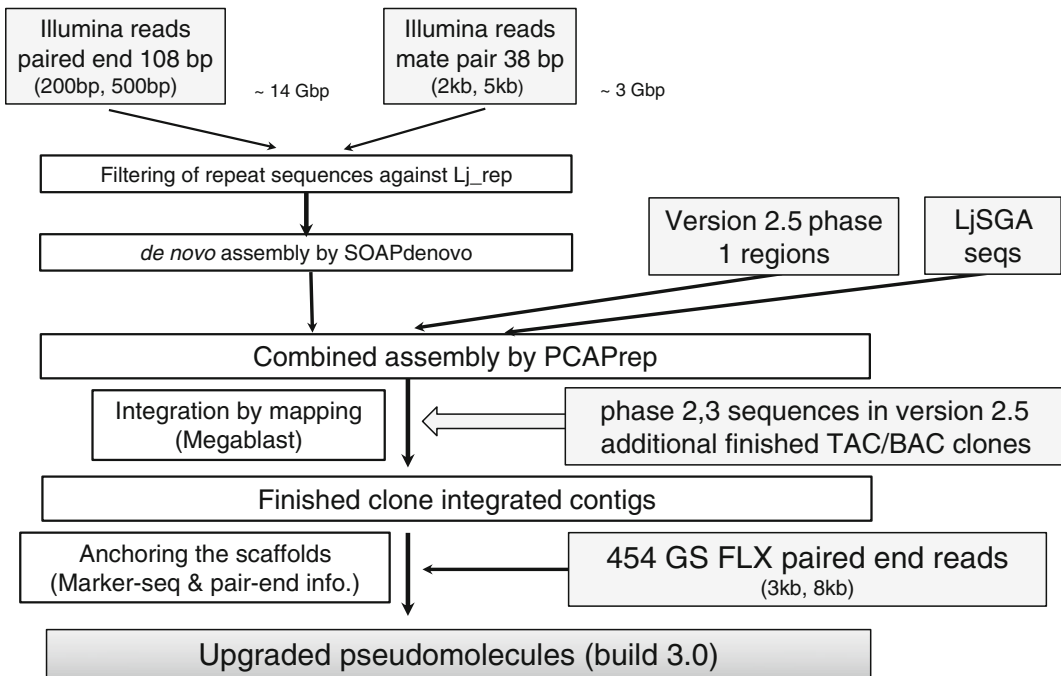 Illumina reads
paired end 108 bp
(200bp, 500bp)
~ 14 Gbp
Illumina reads
mate pair 38 bp
(2kb, 5kb)
~ 3 Gbp
Filtering of repeat sequences against Lj_rep
de novo assembly by SOAPdenovo
Version 2.5 phase
1 regions
LjSGA
seqs
Combined assembly by PCAPrep
Integration by mapping
(Megablast)
phase 2,3 sequences in version 2.5
additional finished TAC/BAC clones
Finished clone integrated contigs
Anchoring the scaffolds
(Marker-seq & pair-end info.)
454 GS FLX paired end reads
(3kb, 8kb)
Upgraded pseudomolecules (build 3.0)